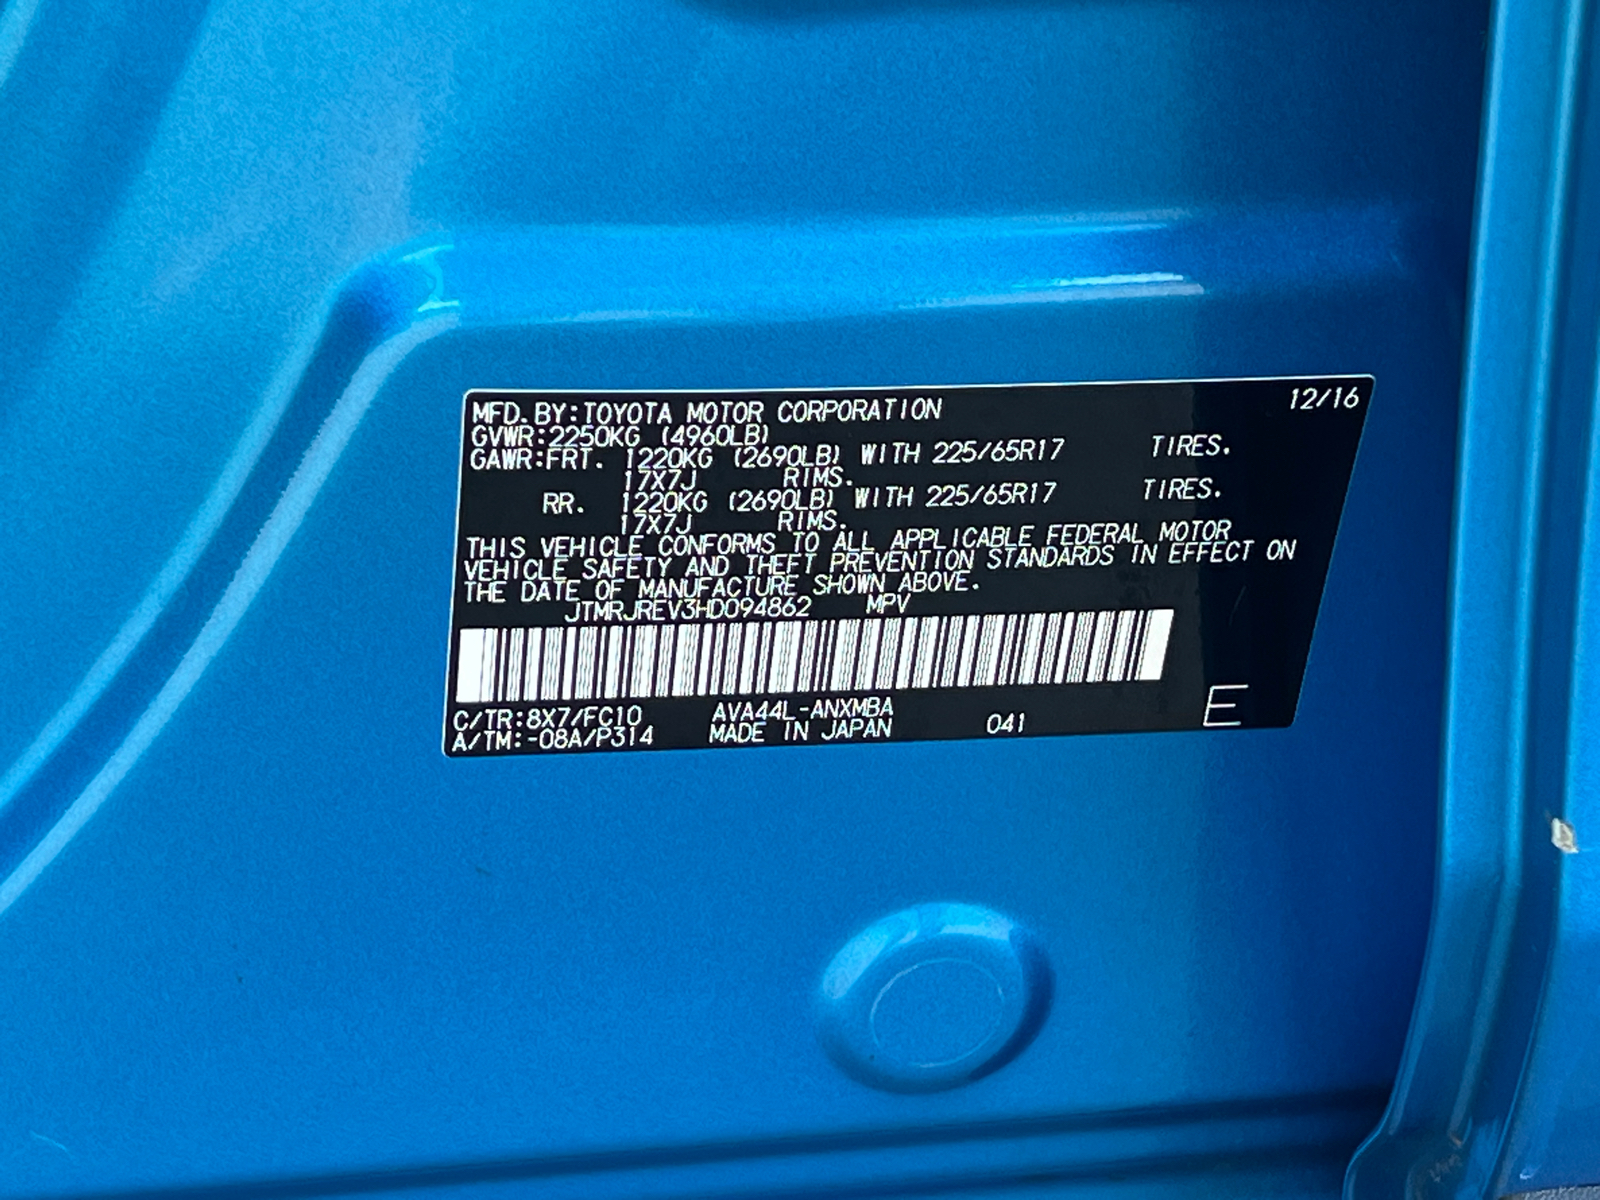 MFD. BY: TOYOTA MOTOR CORPORATION 12/16
GVWR: 2250KG (4960LB)
GAWR: FRT. 1220KG (2690LB) WITH 225/65R17 TIRES.
17X7J RIMS.
RR. 1220KG (2690LB) WITH 225/65R17 TIRES.
17X7J RIMS.
THIS VEHICLE CONFORMS TO ALL APPLICABLE FEDERAL MOTOR
VEHICLE SAFETY AND THEFT PREVENTION STANDARDS IN EFFECT ON
THE DATE OF MANUFACTURE SHOWN ABOVE.
JTMRJREV3HD094862 MPV
C/TR: 8X7/FC10 AVA44L-ANXMBA
A/TM: -08A/P314 MADE IN JAPAN 041 E